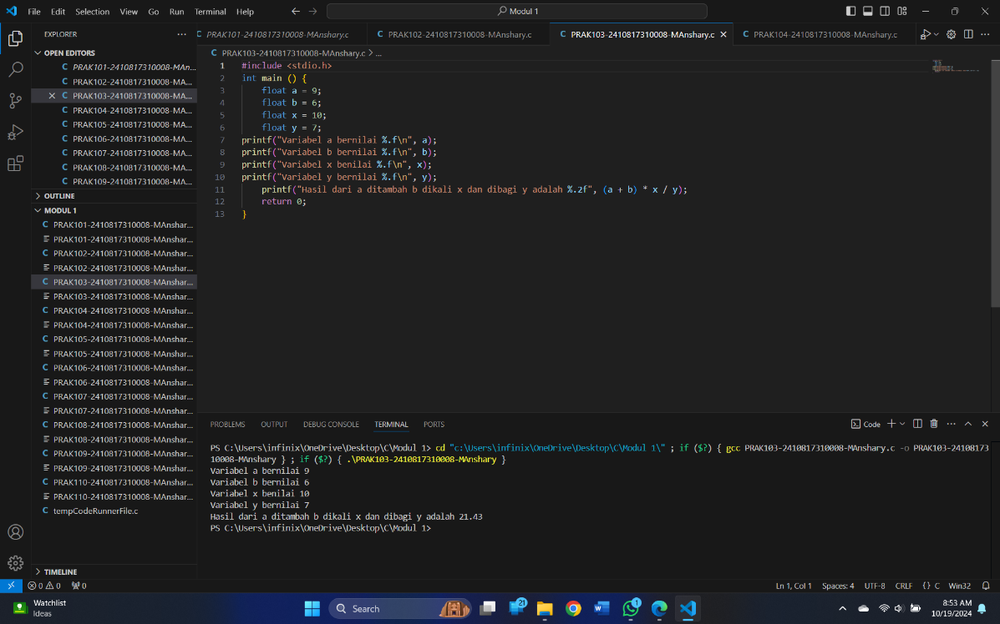 File Edit Selection View Go Run Terminal Help
Modul 1
EXPLORER
PRAK101-2410817310008-MAnshary.c
PRAK102-2410817310008-MAnshary.c
PRAK103-2410817310008-MAnshary.c
PRAK104-2410817310008-MAnshary.c
OPEN EDITORS
PRAK101-2410817310008-MAn...
PRAK102-2410817310008-MA...
PRAK103-2410817310008-MA...
PRAK104-2410817310008-MA...
PRAK105-2410817310008-MA...
PRAK106-2410817310008-MA...
PRAK107-2410817310008-MA...
PRAK108-2410817310008-MA...
PRAK109-2410817310008-MA...
OUTLINE
MODUL 1
PRAK101-2410817310008-MAnshar...
PRAK101-2410817310008-MAnshar...
PRAK102-2410817310008-MAnshar...
PRAK102-2410817310008-MAnshar...
PRAK103-2410817310008-MAnshar...
PRAK103-2410817310008-MAnshar...
PRAK104-2410817310008-MAnshar...
PRAK104-2410817310008-MAnshar...
PRAK105-2410817310008-MAnshar...
PRAK105-2410817310008-MAnshar...
PRAK106-2410817310008-MAnshar...
PRAK106-2410817310008-MAnshar...
PRAK107-2410817310008-MAnshar...
PRAK107-2410817310008-MAnshar...
PRAK108-2410817310008-MAnshar...
PRAK108-2410817310008-MAnshar...
PRAK109-2410817310008-MAnshar...
PRAK109-2410817310008-MAnshar...
PRAK110-2410817310008-MAnshar...
PRAK110-2410817310008-MAnshar...
tempCodeRunnerFile.c
TIMELINE
PRAK103-2410817310008-MAnshary.c > ...
1 #include <stdio.h>
2 int main () {
3 float a = 9;
4 float b = 6;
5 float x = 10;
6 float y = 7;
7 printf("Variabel a bernilai %.f\n", a);
8 printf("Variabel b bernilai %.f\n", b);
9 printf("Variabel x benilai %.f\n", x);
10 printf("Variabel y bernilai %.f\n", y);
11 printf("Hasil dari a ditambah b dikali x dan dibagi y adalah %.2f", (a + b) * x / y);
12 return 0;
13 }
PROBLEMS OUTPUT DEBUG CONSOLE TERMINAL PORTS
Code
PS C:\Users\infinix\OneDrive\Desktop\C\Modul 1> cd "c:\Users\infinix\OneDrive\Desktop\C\Modul 1\" ; if ($?) { gcc PRAK103-2410817310008-MAnshary.c -o PRAK103-24108173
10008-MAnshary } ; if ($?) { .\PRAK103-2410817310008-MAnshary }
Variabel a bernilai 9
Variabel b bernilai 6
Variabel x benilai 10
Variabel y bernilai 7
Hasil dari a ditambah b dikali x dan dibagi y adalah 21.43
PS C:\Users\infinix\OneDrive\Desktop\C\Modul 1>
0 0 0
Ln 1, Col 1 Spaces: 4 UTF-8 CRLF {} C Win32
Watchlist
Ideas
Search
21
1
8:53 AM
10/19/2024